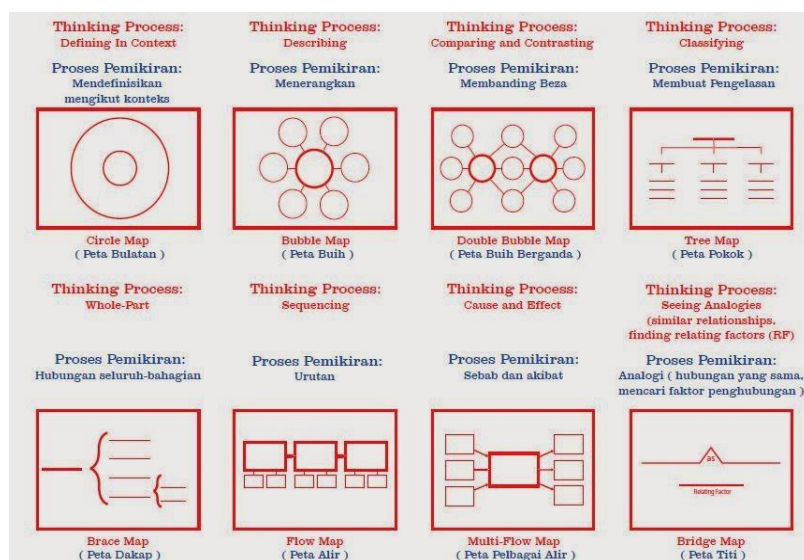 Thinking Process:
Defining In Context
Proses Pemikiran:
Mendefinisikan
mengikut konteks
Circle Map
( Peta Bulatan )
Thinking Process:
Describing
Proses Pemikiran:
Menerangkan
Bubble Map
( Peta Buih )
Thinking Process:
Comparing and Contrasting
Proses Pemikiran:
Membanding Beza
Double Bubble Map
( Peta Buih Berganda )
Thinking Process:
Classifying
Proses Pemikiran:
Membuat Pengelasan
Tree Map
( Peta Pokok )
Thinking Process:
Whole-Part
Proses Pemikiran:
Hubungan seluruh-bahagian
Brace Map
( Peta Dakap )
Thinking Process:
Sequencing
Proses Pemikiran:
Urutan
Flow Map
( Peta Alir )
Thinking Process:
Cause and Effect
Proses Pemikiran:
Sebab dan akibat
Multi-Flow Map
( Peta Pelbagai Alir )
Thinking Process:
Seeing Analogies
(similar relationships,
finding relating factors (RF)
Proses Pemikiran:
Analogi ( hubungan yang sama,
mencari faktor penghubungan )
as
Relating Factor
Bridge Map
( Peta Titi )